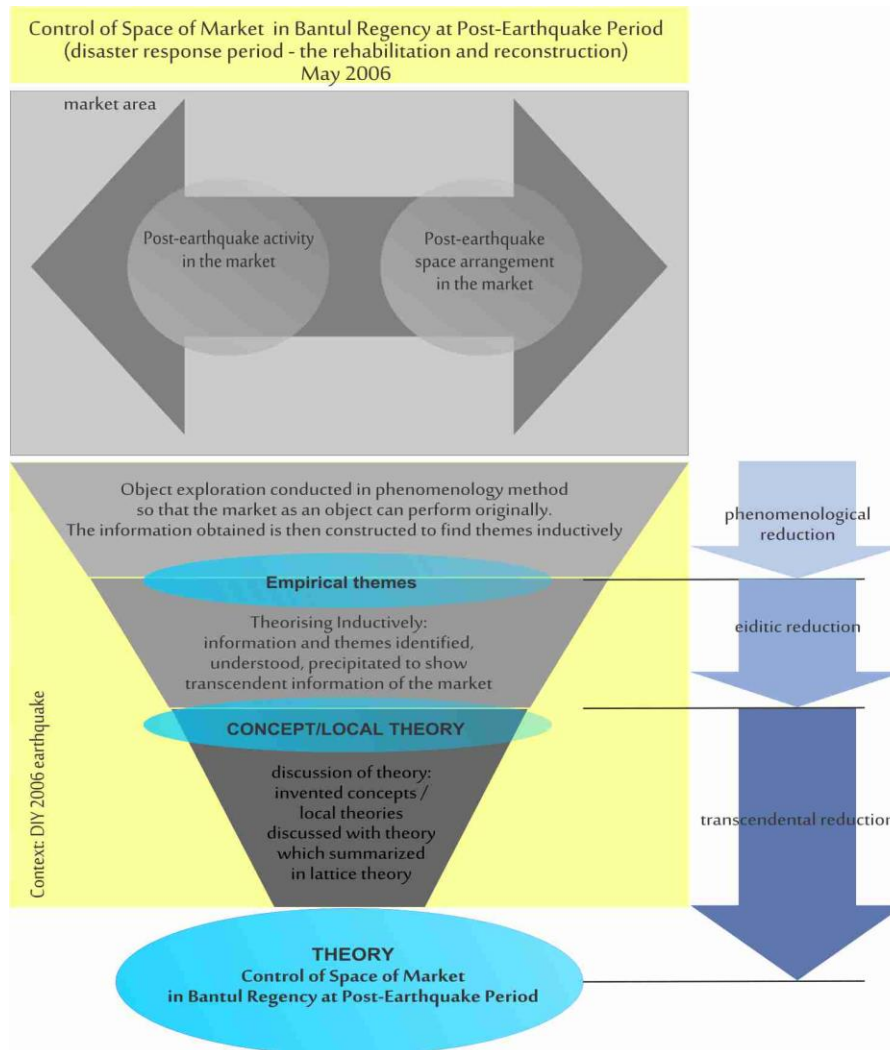 Control of Space of Market in Bantul Regency at Post-Earthquake Period
(disaster response period - the rehabilitation and reconstruction)
May 2006
market area
Post-earthquake activity
in the market
Post-earthquake
space arrangement
in the market
Object exploration conducted in phenomenology method
so that the market as an object can perform originally.
The information obtained is then constructed to find themes inductively
phenomenological
reduction
Empirical themes
Theorising Inductively:
information and themes identified,
understood, precipitated to show
transcendent information of the market
eiditic reduction
CONCEPT/LOCAL THEORY
discussion of theory:
invented concepts /
local theories
discussed with theory
which summarized
in lattice theory
transcendental reduction
Context: DIY 2006 earthquake
THEORY
Control of Space of Market
in Bantul Regency at Post-Earthquake Period